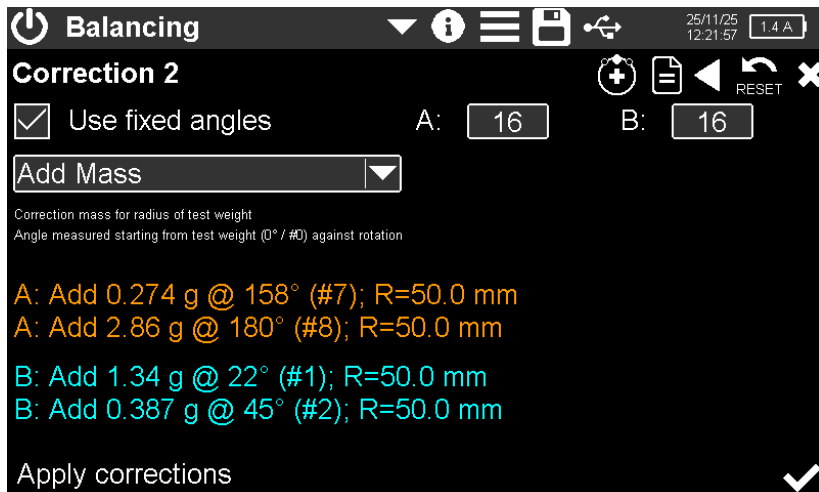 Balancing
25/11/25
12:21:57
1.4 A
Correction 2
RESET
Use fixed angles A: 16 B: 16
Add Mass
Correction mass for radius of test weight
Angle measured starting from test weight (0° / #0) against rotation
A: Add 0.274 g @ 158° (#7); R=50.0 mm
A: Add 2.86 g @ 180° (#8); R=50.0 mm
B: Add 1.34 g @ 22° (#1); R=50.0 mm
B: Add 0.387 g @ 45° (#2); R=50.0 mm
Apply corrections